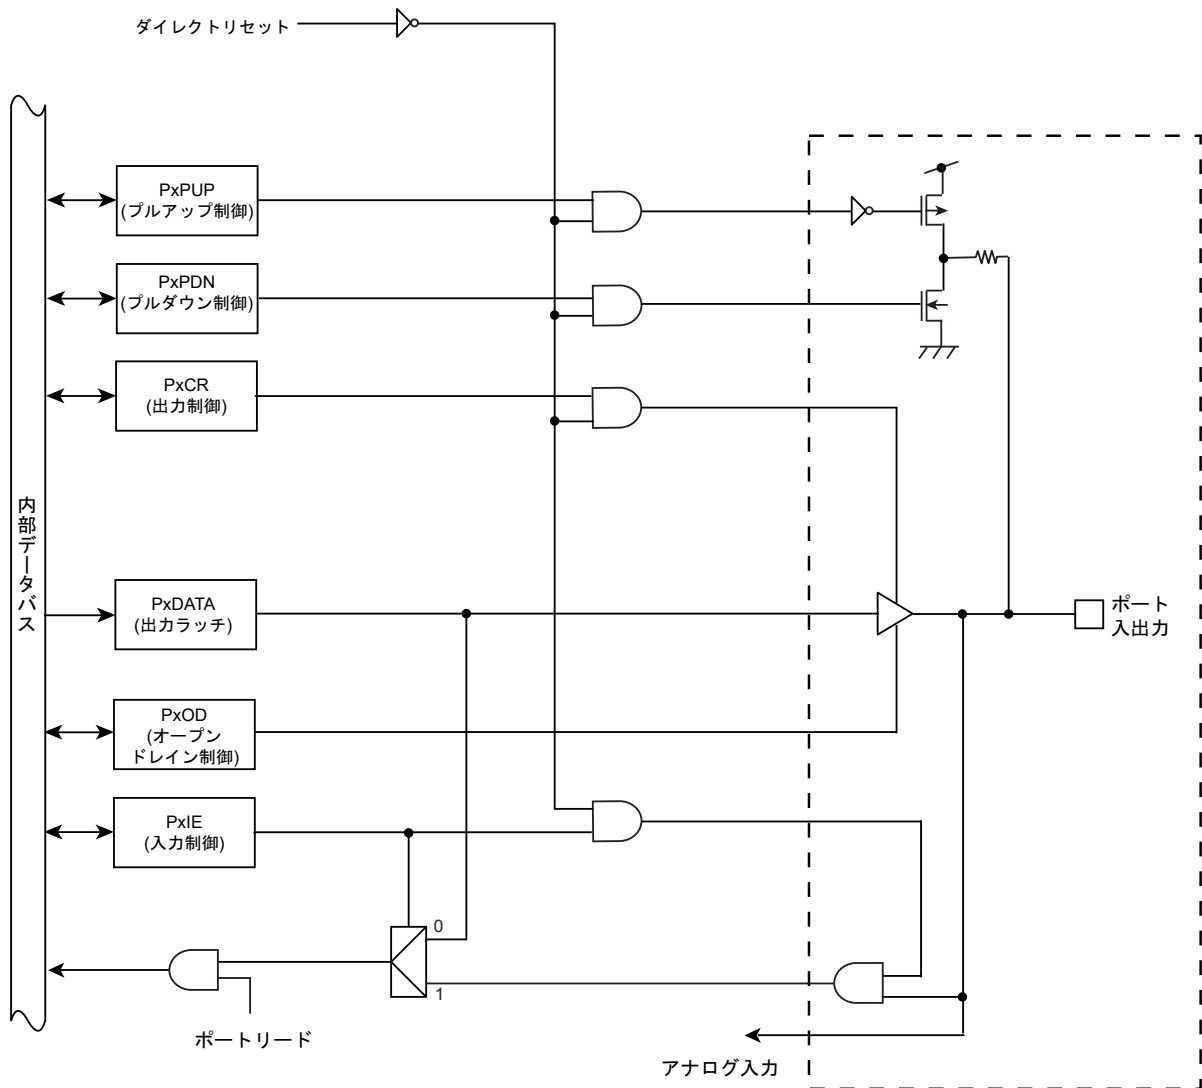 ダイレクトリセット
PxPUP
(プルアップ制御)
PxPDN
(プルダウン制御)
PxCR
(出力制御)
内部データバス
PxDATA
(出力ラッチ)
ポート
入出力
PxOD
(オープン
ドレイン制御)
PxIE
(入力制御)
0
1
ポートリード
アナログ入力